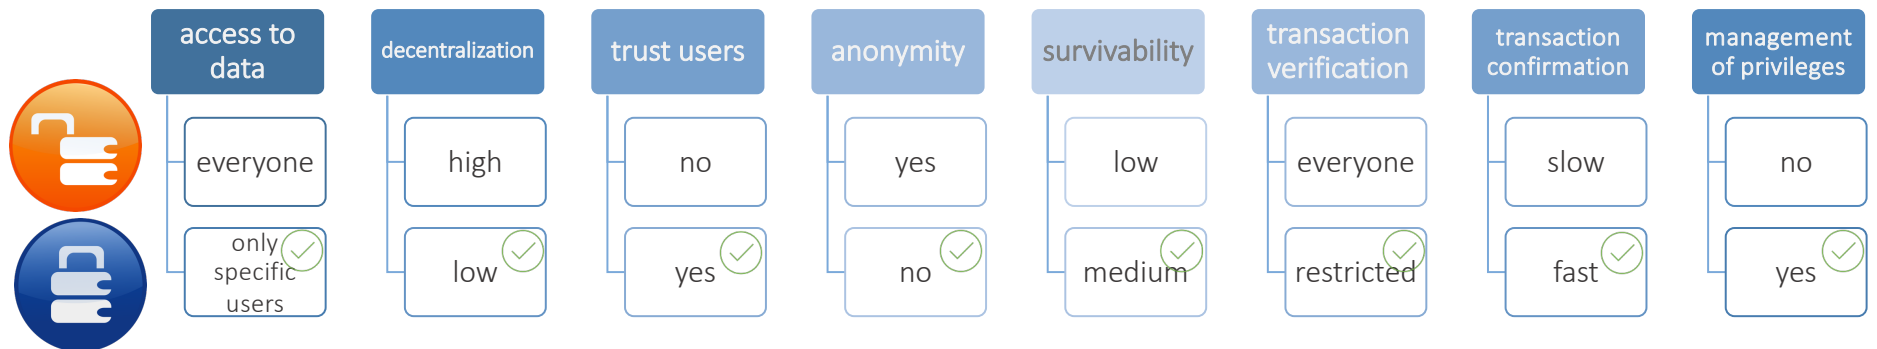 access to
data
decentralization
trust users
anonymity
survivability
transaction
verification
transaction
confirmation
management
of privileges
everyone
high
no
yes
low
everyone
slow
no
only
specific
users
low
yes
no
medium
restricted
fast
yes